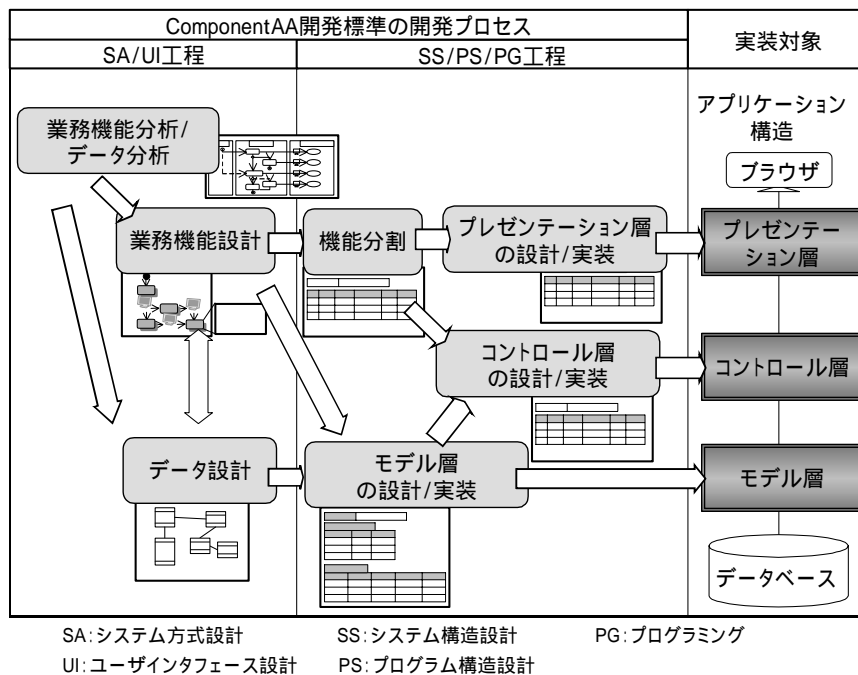 ComponentAA開発標準の開発プロセス
実装対象
SA/UI工程
SS/PS/PG工程
業務機能分析/
データ分析
アプリケーション
構造
ブラウザ
業務機能設計
機能分割
プレゼンテーション層
の設計/実装
プレゼンテー
ション層
コントロール層
の設計/実装
コントロール層
データ設計
モデル層
の設計/実装
モデル層
データベース
SA:システム方式設計
SS:システム構造設計
PG:プログラミング
UI:ユーザインタフェース設計
PS:プログラム構造設計